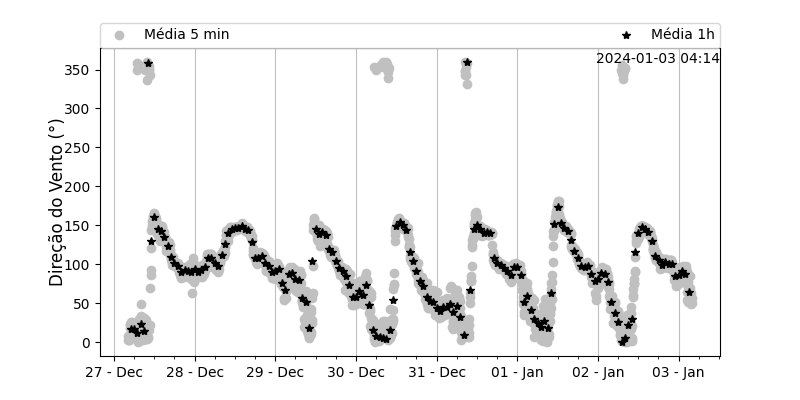 Média 5 min
Média 1h
2024-01-03 04:14
350
300
250
200
150
100
50
0
Direção do Vento (°)
27 - Dec
28 - Dec
29 - Dec
30 - Dec
31 - Dec
01 - Jan
02 - Jan
03 - Jan